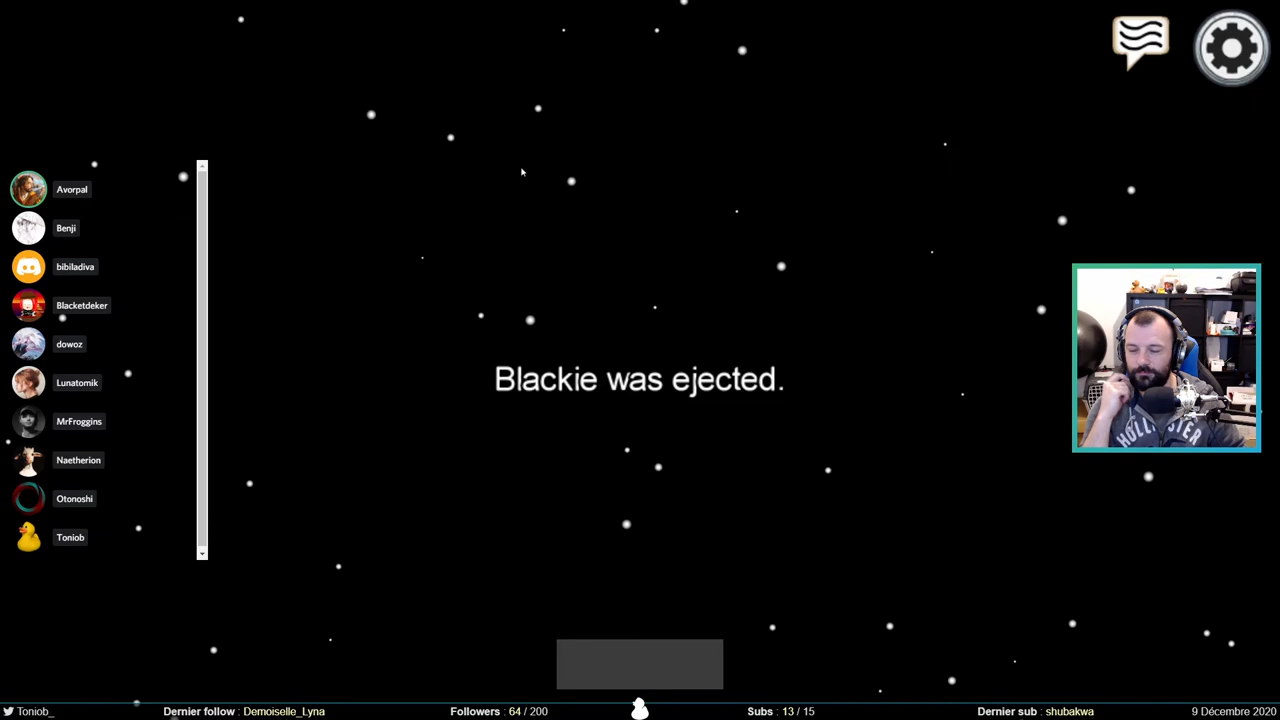 Avorpal
Benji
bibiladiva
Blacketdeker
dowoz
Lunatomik
MrFroggins
Naetherion
Otonoshi
Toniob
Blackie was ejected.
HOLLISTER
Toniob_ Dernier follow : Demoiselle_Lyna Followers : 64 / 200 Subs : 13 / 15 Dernier sub : shubakwa 9 Décembre 2020